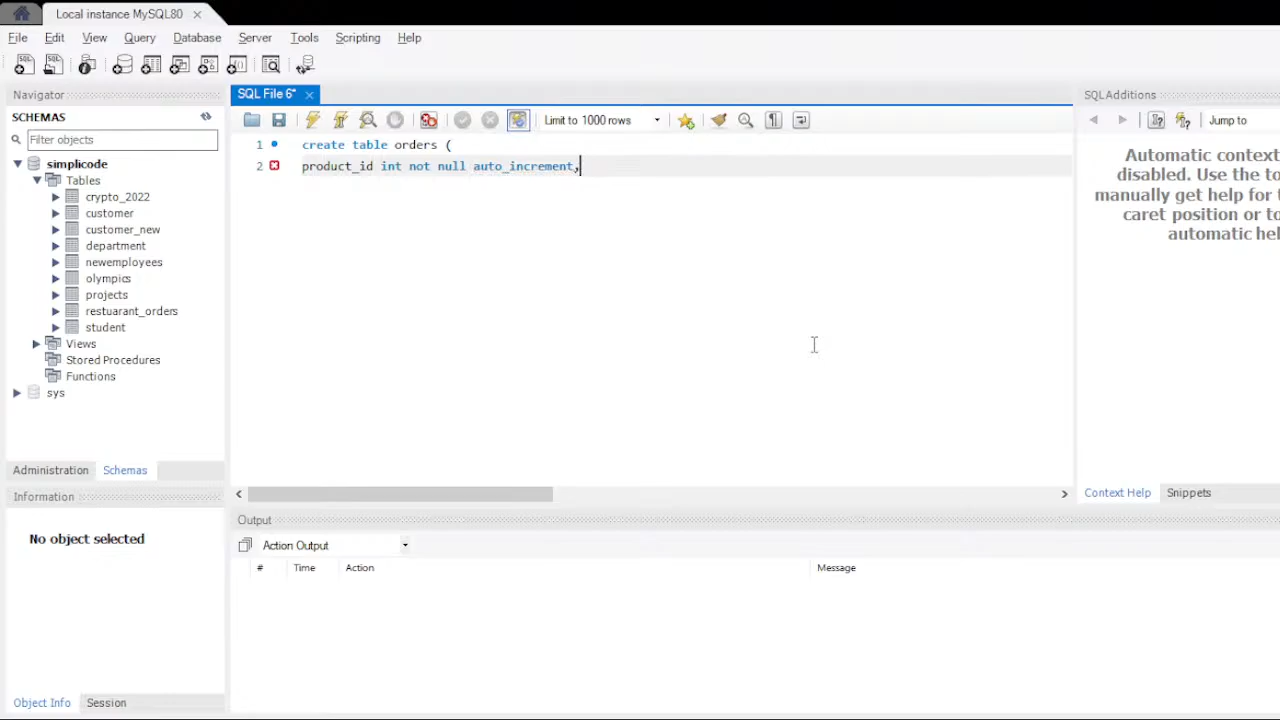 Local instance MySQL80
File Edit View Query Database Server Tools Scripting Help
Navigator
SCHEMAS
Filter objects
simplicode
Tables
crypto_2022
customer
customer_new
department
newemployees
olympics
projects
restuarant_orders
student
Views
Stored Procedures
Functions
sys
Administration Schemas
Information
No object selected
Object Info Session
SQL File 6*
Limit to 1000 rows
1 create table orders (
2 product_id int not null auto_increment,
Output
Action Output
# Time Action Message
SQLAdditions
Jump to
Automatic context
disabled. Use the to
manually get help for t
caret position or to
automatic hel
Context Help Snippets